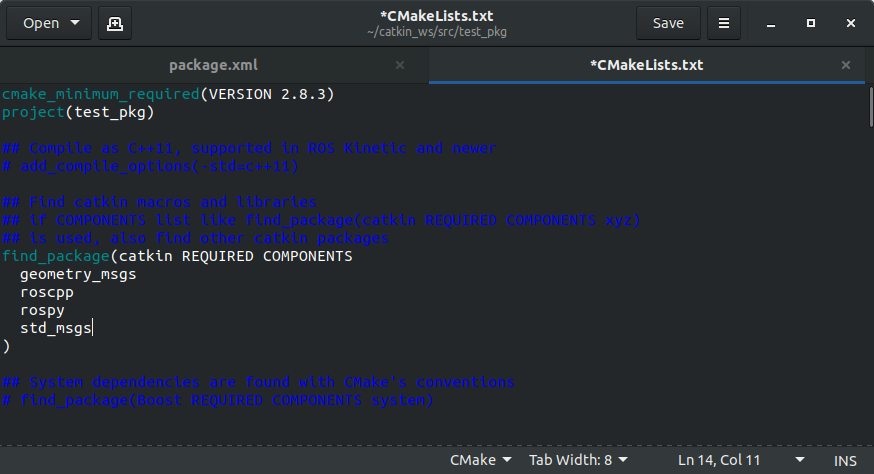 Open
*CMakeLists.txt
~/catkin_ws/src/test_pkg
Save
package.xml
*CMakeLists.txt
cmake_minimum_required(VERSION 2.8.3)
project(test_pkg)
## Compile as C++11, supported in ROS Kinetic and newer
# add_compile_options(-std=c++11)
## Find catkin macros and libraries
## if COMPONENTS list like find_package(catkin REQUIRED COMPONENTS xyz)
## is used, also find other catkin packages
find_package(catkin REQUIRED COMPONENTS
  geometry_msgs
  roscpp
  rospy
  std_msgs
)
## System dependencies are found with CMake's conventions
# find_package(Boost REQUIRED COMPONENTS system)
CMake Tab Width: 8 Ln 14, Col 11 INS